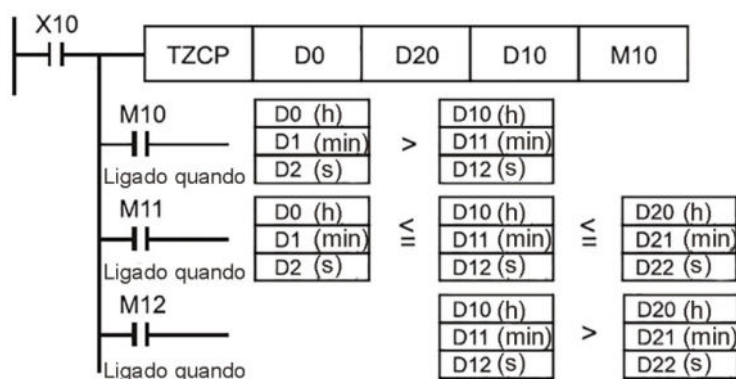 X10
TZCP D0 D20 D10 M10
M10
D0 (h) D10 (h)
D1 (min) > D11 (min)
D2 (s) D12 (s)
Ligado quando
M11
D0 (h) D10 (h) D20 (h)
D1 (min) ≦ D11 (min) ≦ D21 (min)
D2 (s) D12 (s) D22 (s)
Ligado quando
M12
D10 (h) D20 (h)
D11 (min) > D21 (min)
D12 (s) D22 (s)
Ligado quando